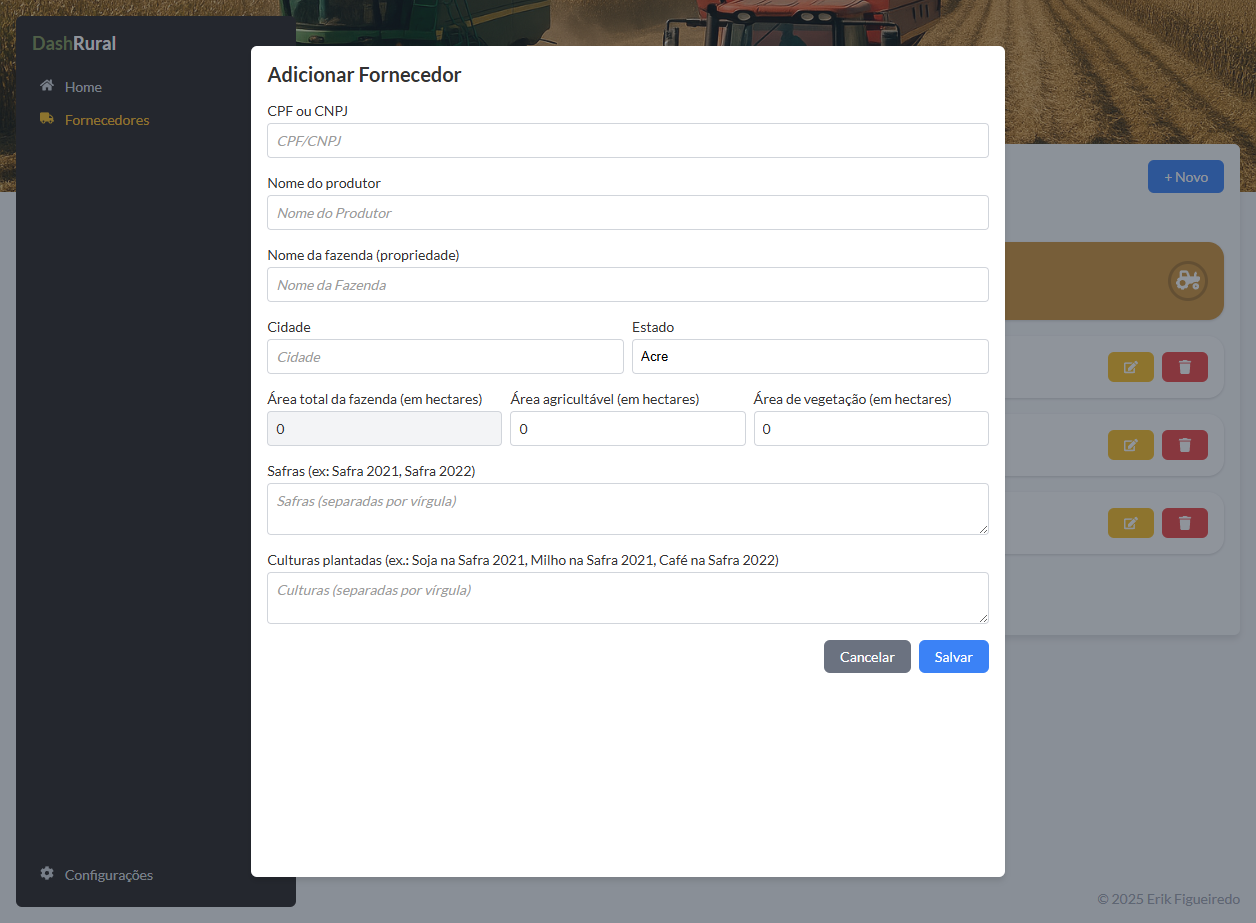 DashRural
Home
Fornecedores
Configurações
+ Novo
Adicionar Fornecedor
CPF ou CNPJ
CPF/CNPJ
Nome do produtor
Nome do Produtor
Nome da fazenda (propriedade)
Nome da Fazenda
Cidade Estado
Cidade Acre
Área total da fazenda (em hectares) Área agricultável (em hectares) Área de vegetação (em hectares)
0 0 0
Safras (ex: Safra 2021, Safra 2022)
Safras (separadas por vírgula)
Culturas plantadas (ex.: Soja na Safra 2021, Milho na Safra 2021, Café na Safra 2022)
Culturas (separadas por vírgula)
Cancelar Salvar
© 2025 Erik Figueiredo